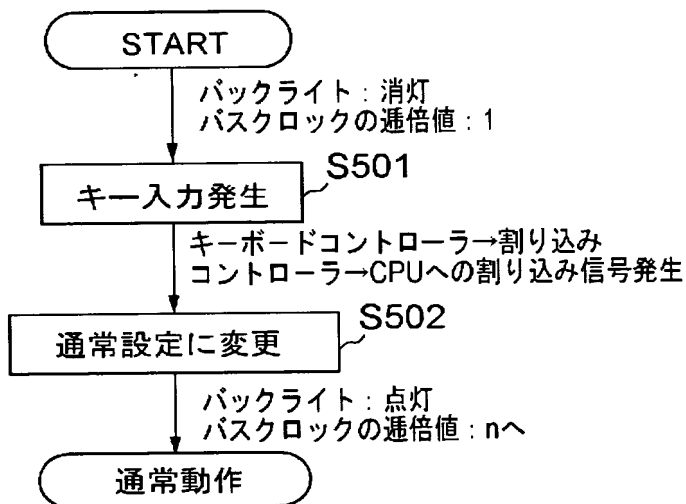 START
バックライト：消灯
バスクロックの逓倍値：1
S501
キー入力発生
キーボードコントローラ→割り込み
コントローラ→CPUへの割り込み信号発生
S502
通常設定に変更
バックライト：点灯
バスクロックの逓倍値：nへ
通常動作